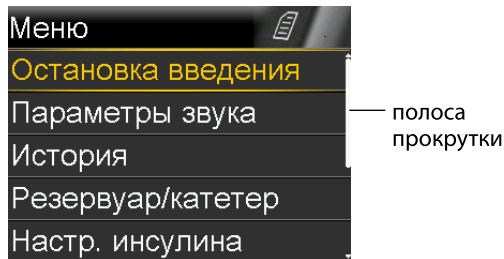 Меню
Остановка введения
Параметры звука
История
Резервуар/катетер
Настр. инсулина
полоса
прокрутки